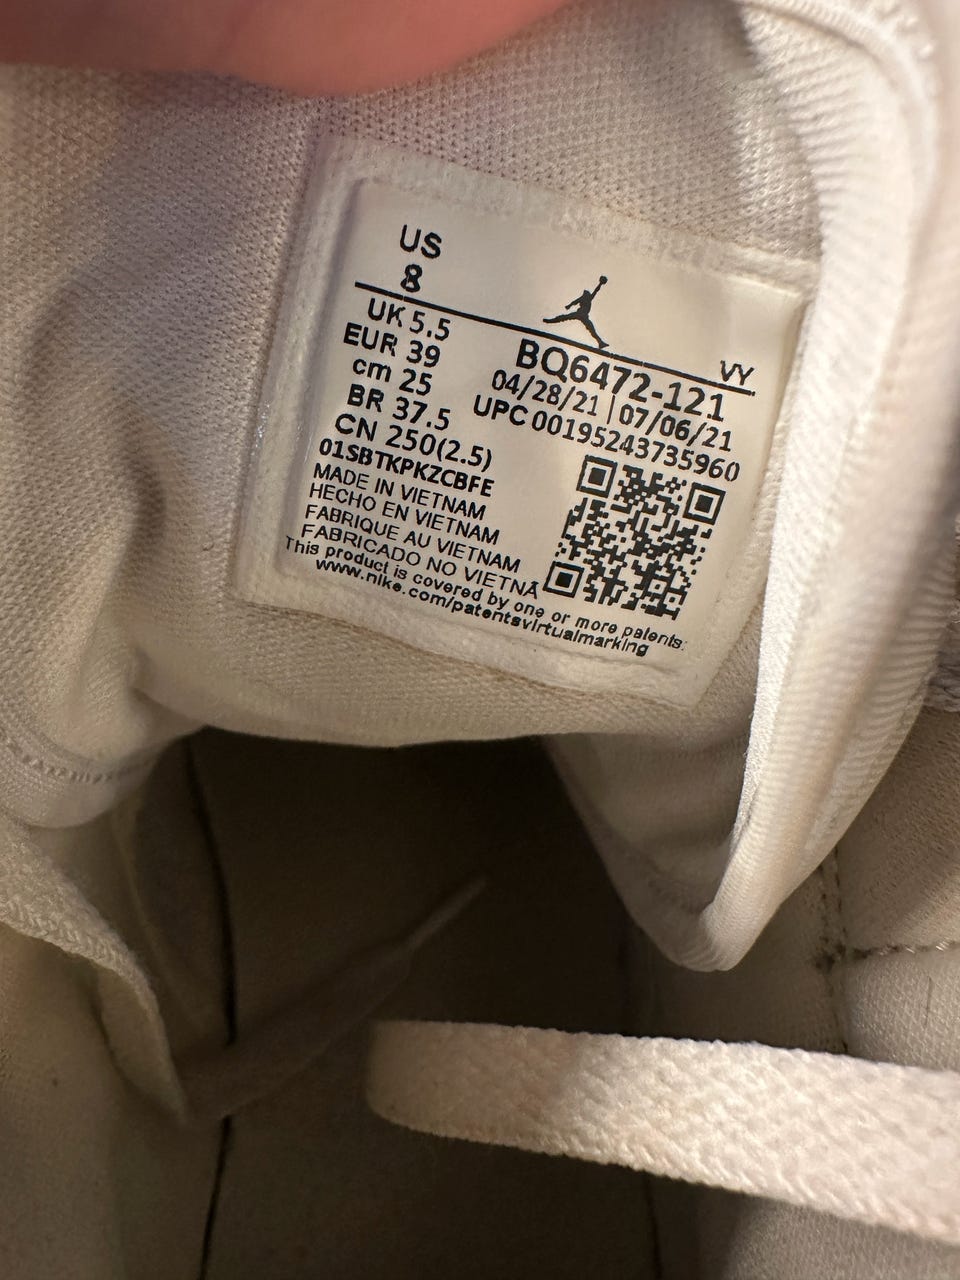 US
8
UK 5.5
EUR 39
cm 25
BR 37.5
CN 250(2.5)
VY
BQ6472-121
04/28/21 | 07/06/21
UPC 00195243735960
01SBTKPKZCBFE
MADE IN VIETNAM
HECHO EN VIETNAM
FABRIQUE AU VIETNAM
FABRICADO NO VIETNÃ
This product is covered by one or more patents:
www.nike.com/patentsvirtualmarking